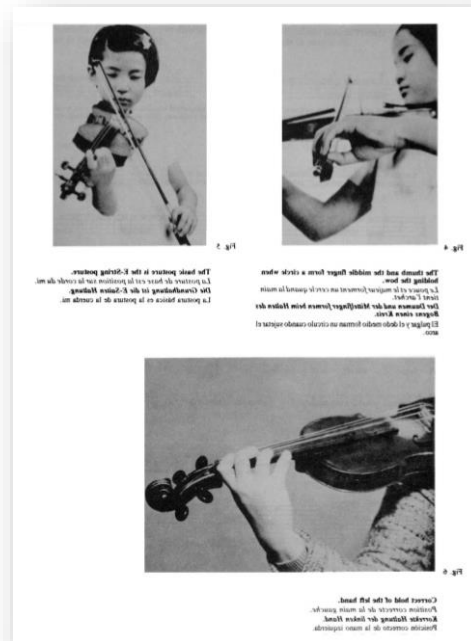 Fig. 4
The thumb and the middle finger form a circle when
holding the bow.
Le pouce et le majeur forment un cercle quand la main
tient l'archet.
Der Daumen und der Mittelfinger formen beim Halten des
Bogens einen Kreis.
El pulgar y el dedo medio forman un círculo cuando sujetar el
arco.
Fig. 5
The basic posture is the E-String posture.
La posture de base est la position sur la corde du mi.
Die Grundhandlung ist die E-Saiten Haltung.
La postura básica es la postura de la cuerda mi.
Fig. 6
Correct hold of the left hand.
Position correcte de la main gauche.
Korrekte Haltung der linken Hand.
Posición correcto de la mano izquierda.